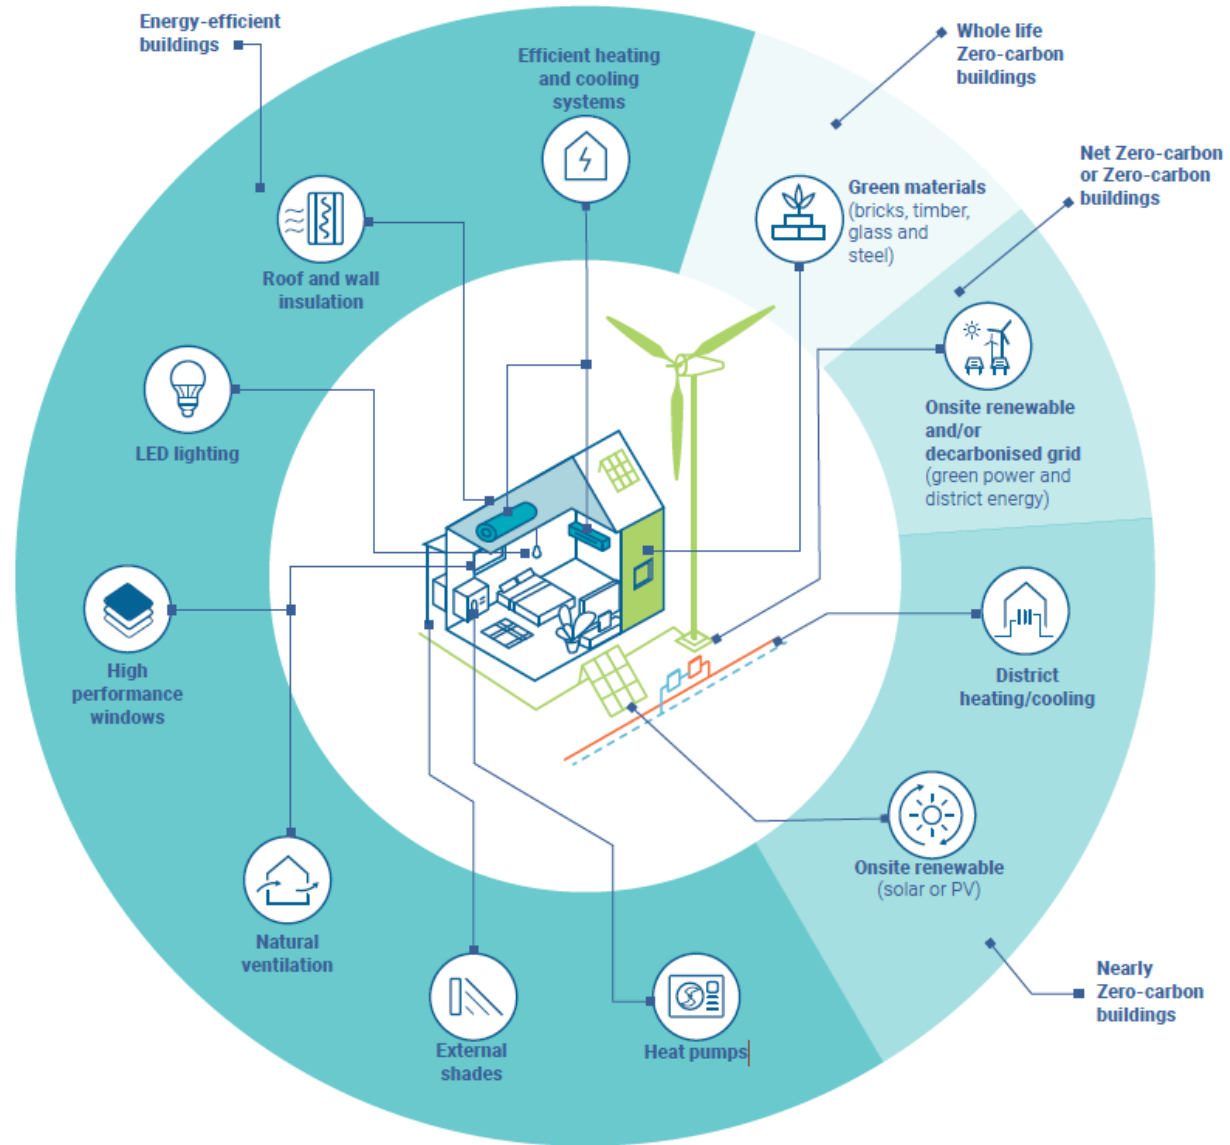 Energy-efficient
buildings
Efficient heating
and cooling
systems
Whole life
Zero-carbon
buildings
Net Zero-carbon
or Zero-carbon
buildings
Green materials
(bricks, timber,
glass and
steel)
Roof and wall
insulation
LED lighting
Onsite renewable
and/or
decarbonised grid
(green power and
district energy)
High
performance
windows
District
heating/cooling
Onsite renewable
(solar or PV)
Natural
ventilation
Nearly
Zero-carbon
buildings
External
shades
Heat pumps